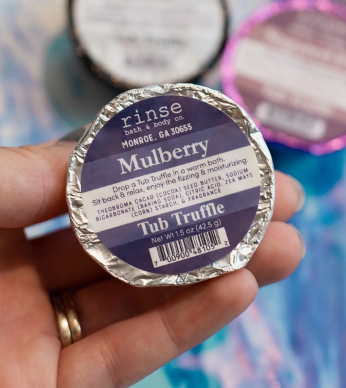 Tub Truffle
rinse
bath & body co.
MONROE, GA 30655
Mulberry
Drop a Tub Truffle in a warm bath.
Sit back & relax, enjoy the fizzing & moisturizing.
THEOBROMA CACAO (COCOA) SEED BUTTER, SODIUM
BICARBONATE (BAKING SODA), CITRIC ACID, ZEA MAYS
(CORN) STARCH, & FRAGRANCE.
Tub Truffle
Net Wt 1.5 oz (42.5 g)